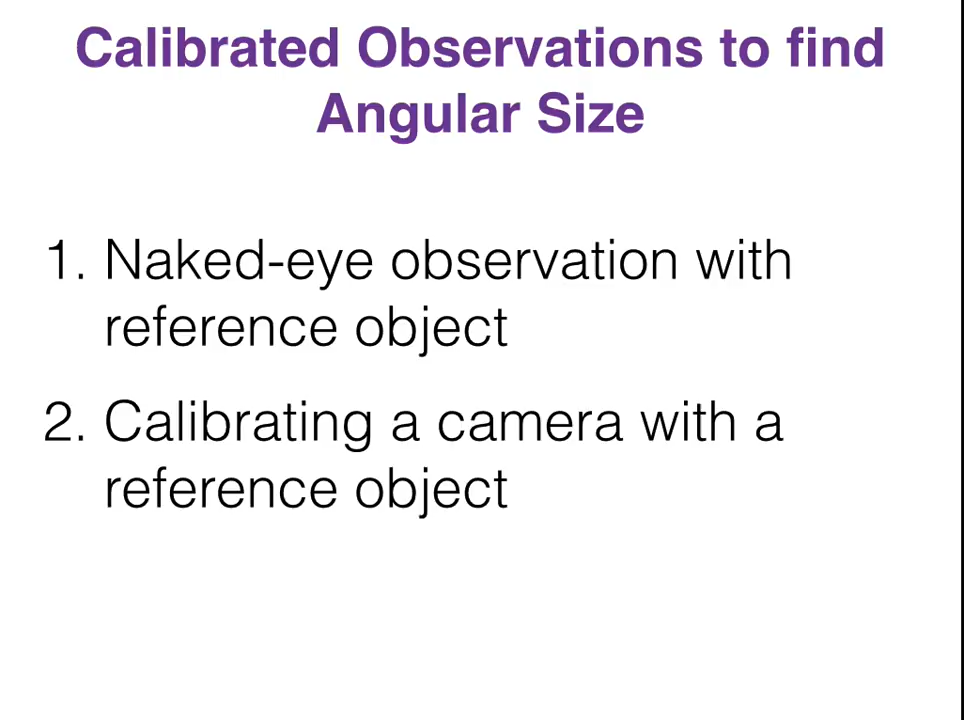 Calibrated Observations to find
Angular Size
1. Naked-eye observation with
reference object
2. Calibrating a camera with a
reference object